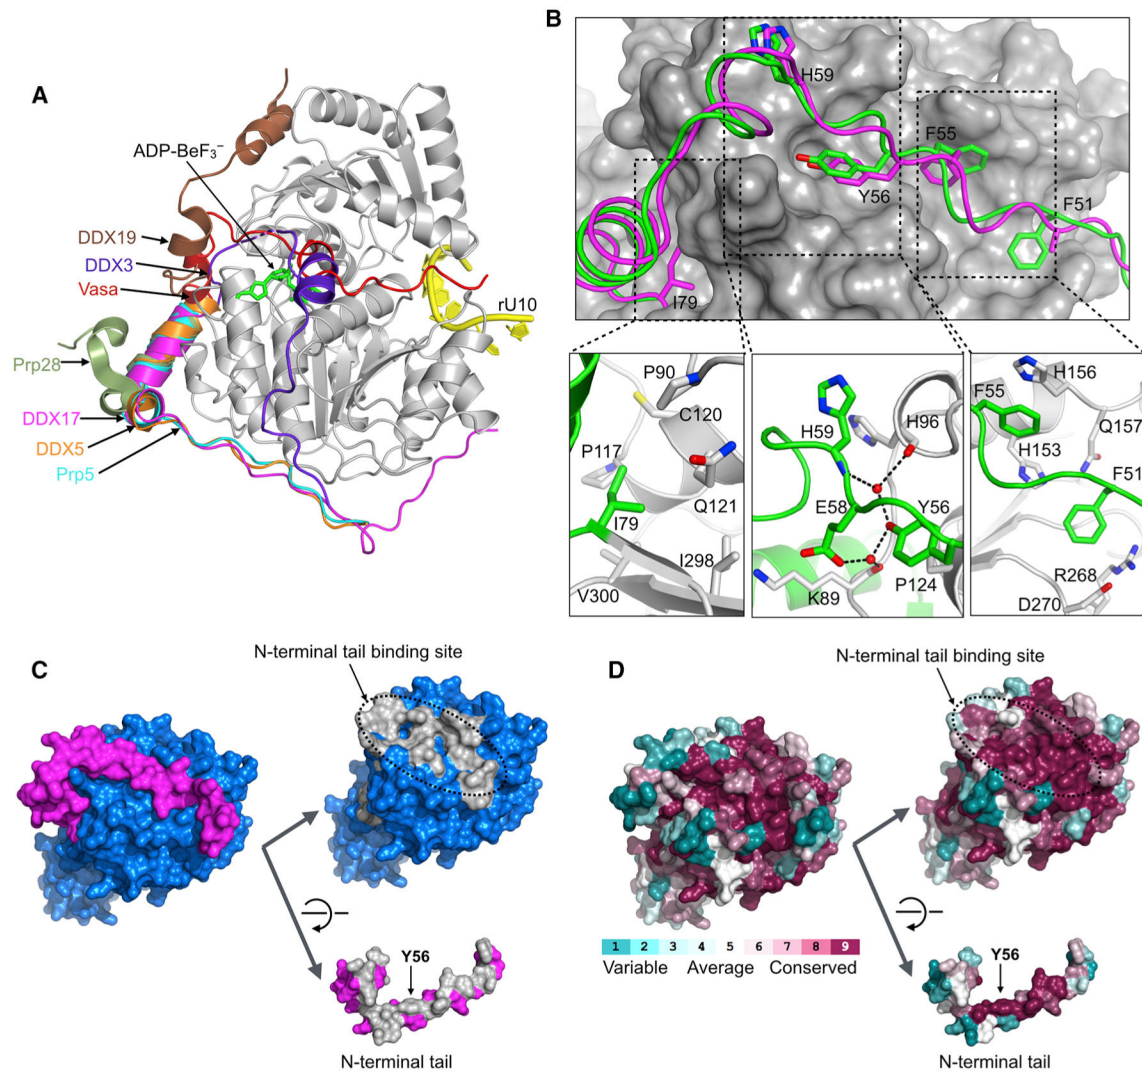 A
ADP-BeF₃⁻
DDX19
DDX3
Vasa
rU10
Prp28
DDX17
DDX5
Prp5
B
H59
F55
Y56
F51
I79
P90
C120
P117
Q121
I79
I298
V300
H59
H96
E58
Y56
K89
P124
H156
F55
Q157
H153
F51
R268
D270
C
N-terminal tail binding site
Y56
N-terminal tail
D
N-terminal tail binding site
1 2 3 4 5 6 7 8 9
Variable Average Conserved
Y56
N-terminal tail